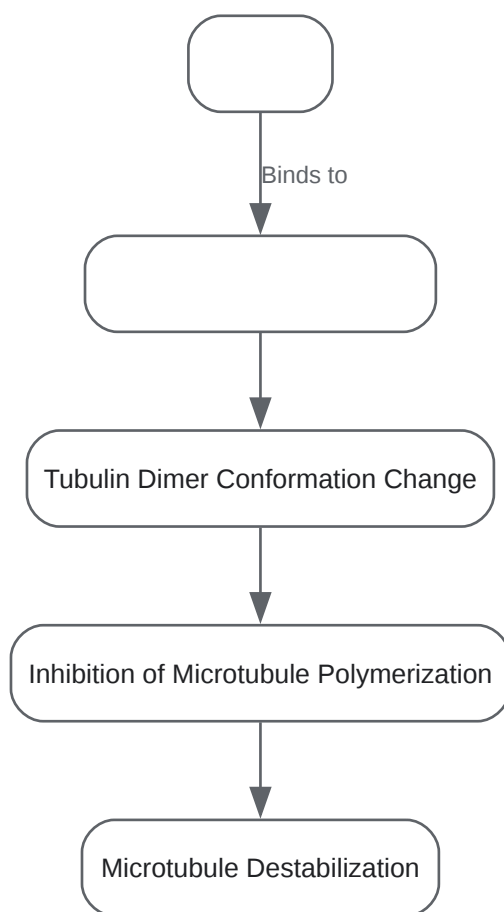 Binds to
Tubulin Dimer Conformation Change
Inhibition of Microtubule Polymerization
Microtubule Destabilization